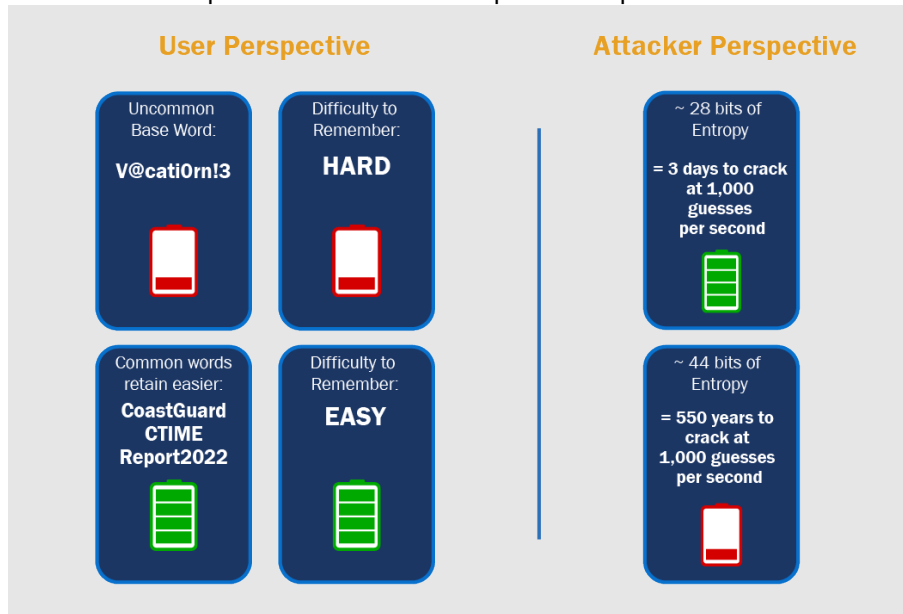 User Perspective
Attacker Perspective
Uncommon
Base Word:
V@cati0rn!3
Difficulty to
Remember:
HARD
~ 28 bits of
Entropy
= 3 days to crack
at 1,000
guesses
per second
Common words
retain easier:
CoastGuard
CTIME
Report2022
Difficulty to
Remember:
EASY
~ 44 bits of
Entropy
= 550 years to
crack at
1,000 guesses
per second